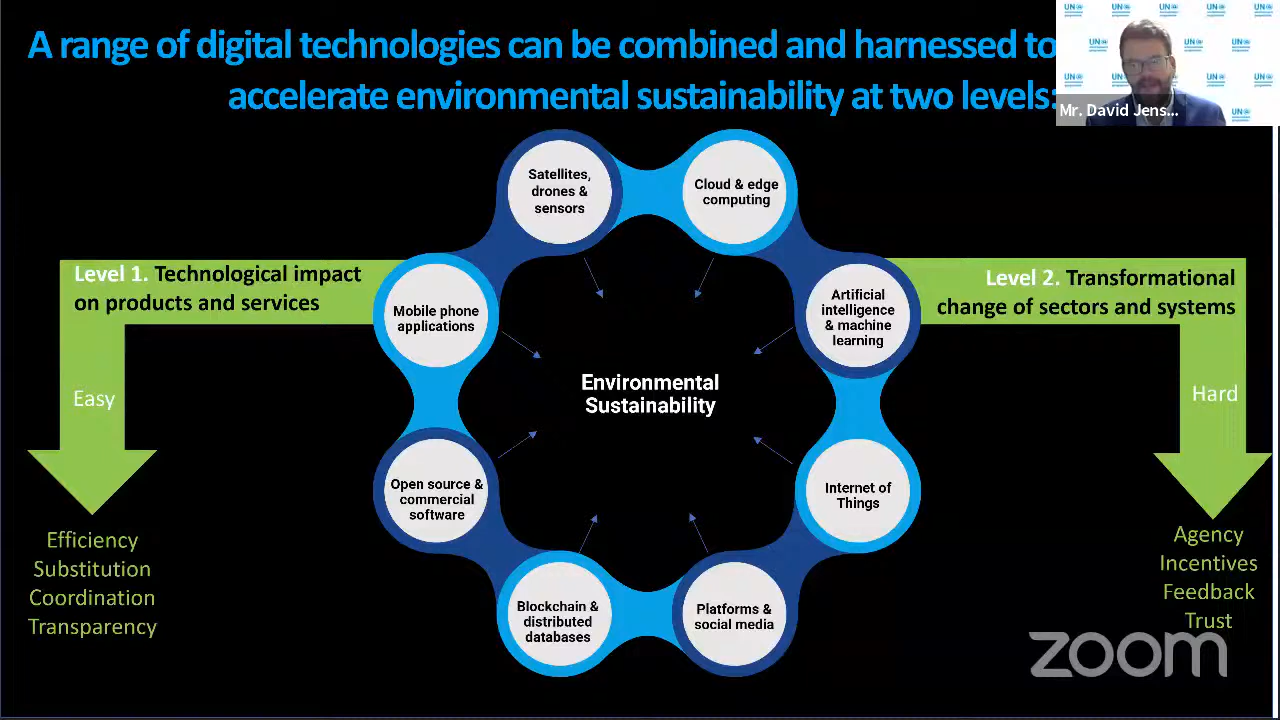 A range of digital technologies can be combined and harnessed to
accelerate environmental sustainability at two levels:
UN
Mr. David Jens...
Satellites,
drones &
sensors
Cloud & edge
computing
Level 1. Technological impact
on products and services
Mobile phone
applications
Artificial
intelligence
& machine
learning
Level 2. Transformational
change of sectors and systems
Easy
Environmental
Sustainability
Hard
Open source &
commercial
software
Internet of
Things
Efficiency
Substitution
Coordination
Transparency
Blockchain &
distributed
databases
Platforms &
social media
Agency
Incentives
Feedback
Trust
zoom